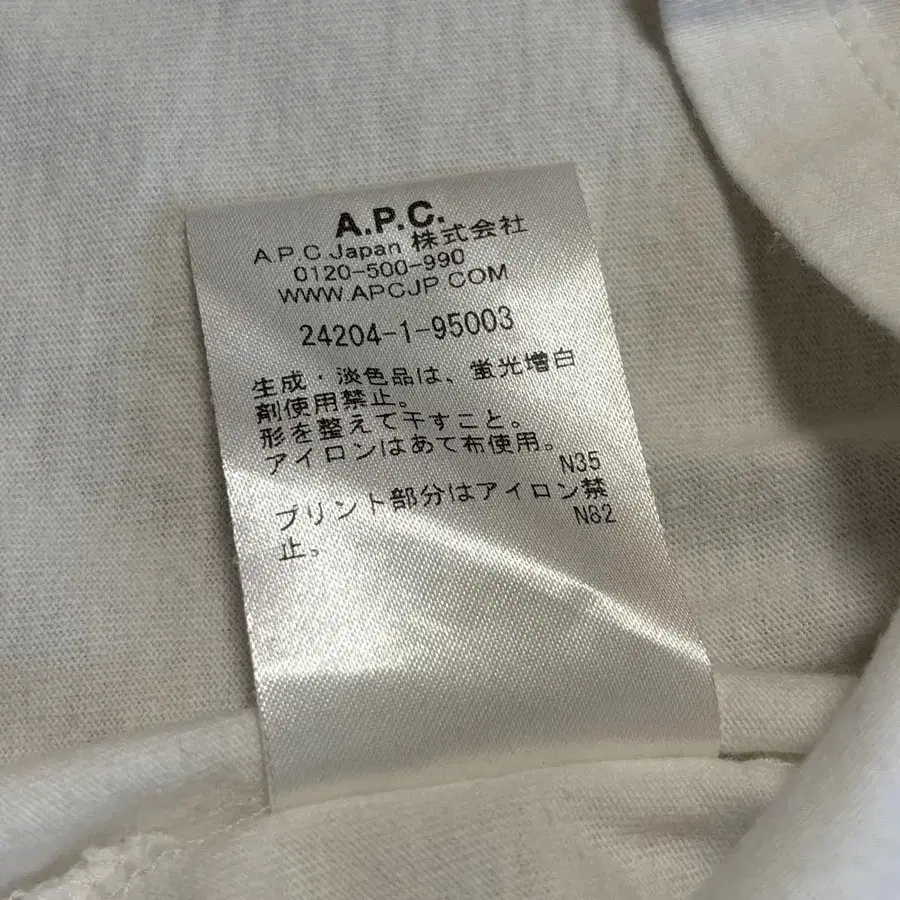 A.P.C.
A.P.C.Japan 株式会社
0120-500-990
WWW.APCJP.COM
24204-1-95003
生成・淡色品は、蛍光増白
剤使用禁止。
形を整えて干すこと。
アイロンはあて布使用。
N35
プリント部分はアイロン禁
止。
N82